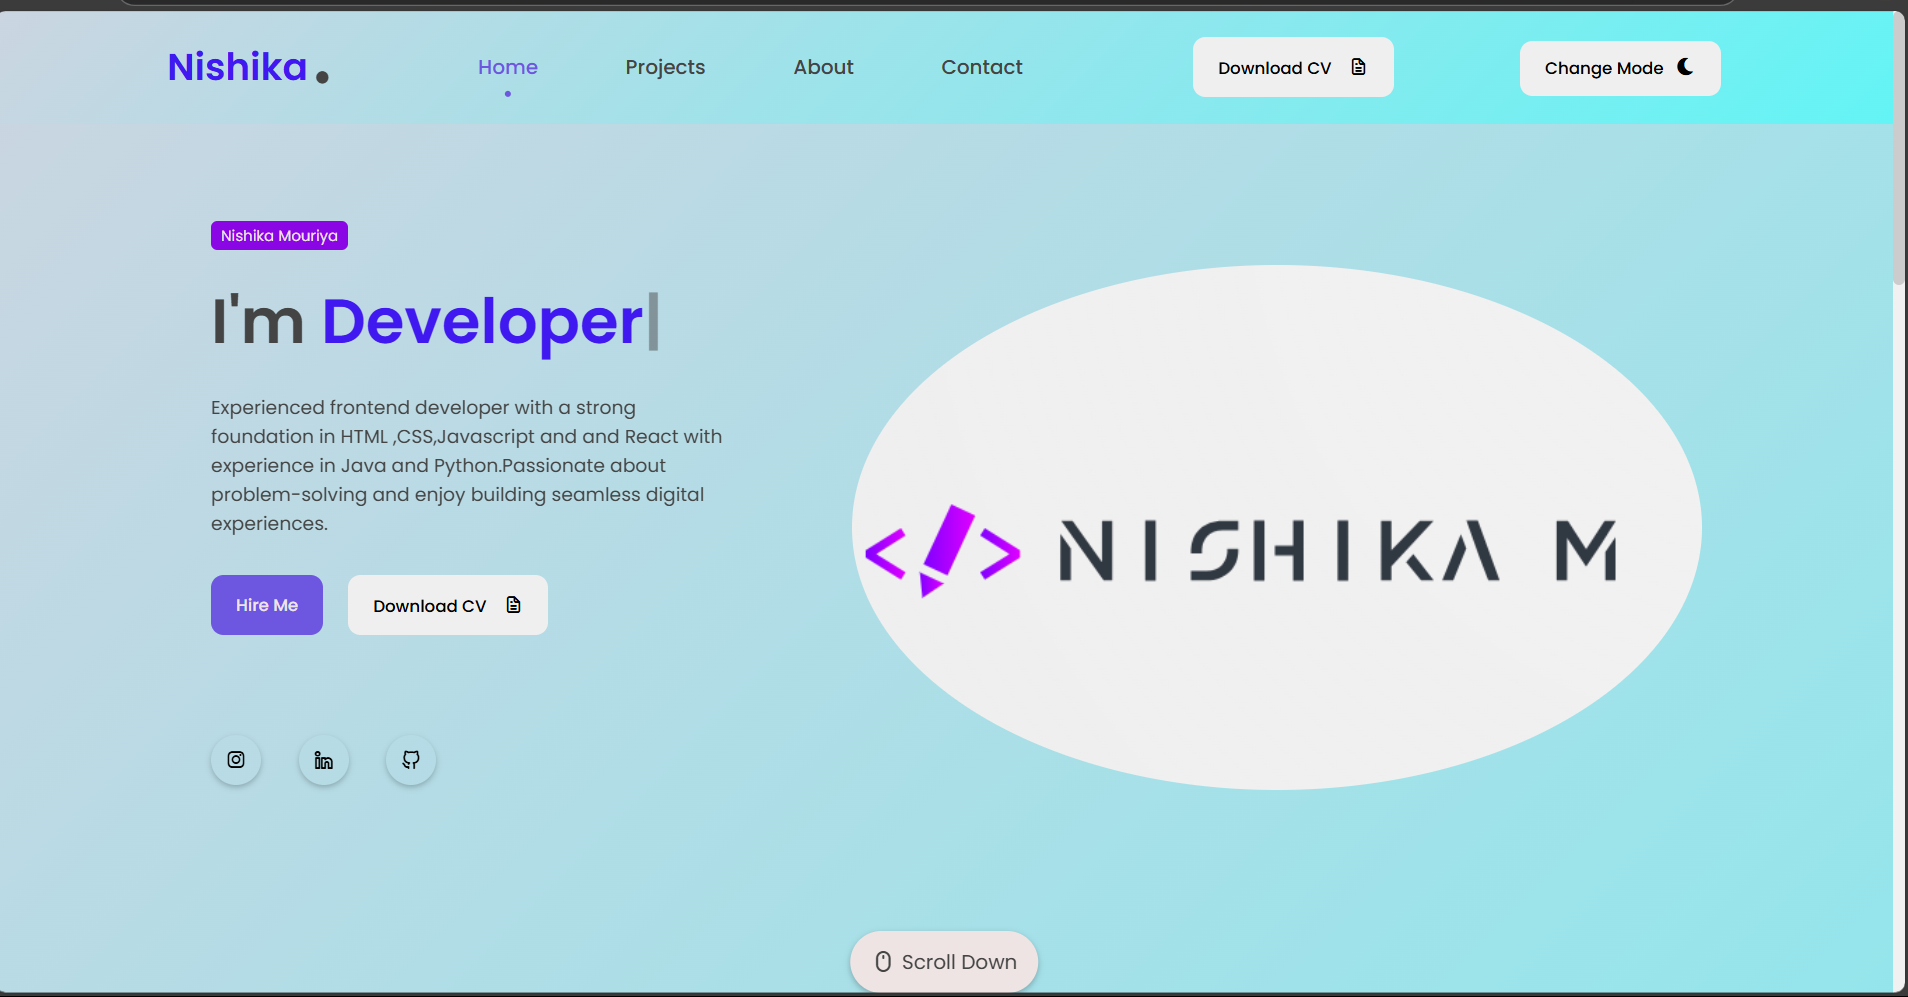 Nishika.
Home
Projects
About
Contact
Download CV
Change Mode
Nishika Mouriya
I'm Developer|
Experienced frontend developer with a strong
foundation in HTML ,CSS,Javascript and and React with
experience in Java and Python.Passionate about
problem-solving and enjoy building seamless digital
experiences.
Hire Me
Download CV
</> NISHIKA M
Scroll Down